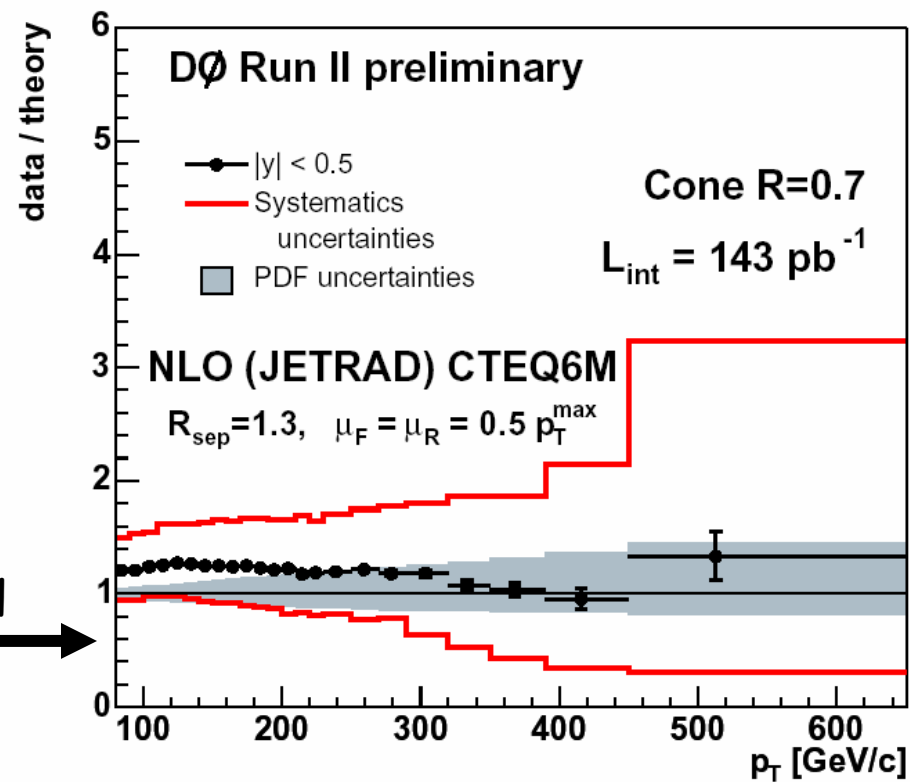 data / theory
6
5
4
3
2
1
0
DØ Run II preliminary
|y| < 0.5
Systematics
uncertainties
PDF uncertainties
Cone R=0.7
L_int = 143 pb^-1
NLO (JETRAD) CTEQ6M
R_sep=1.3, μ_F = μ_R = 0.5 p_T^max
100 200 300 400 500 600
p_T [GeV/c]